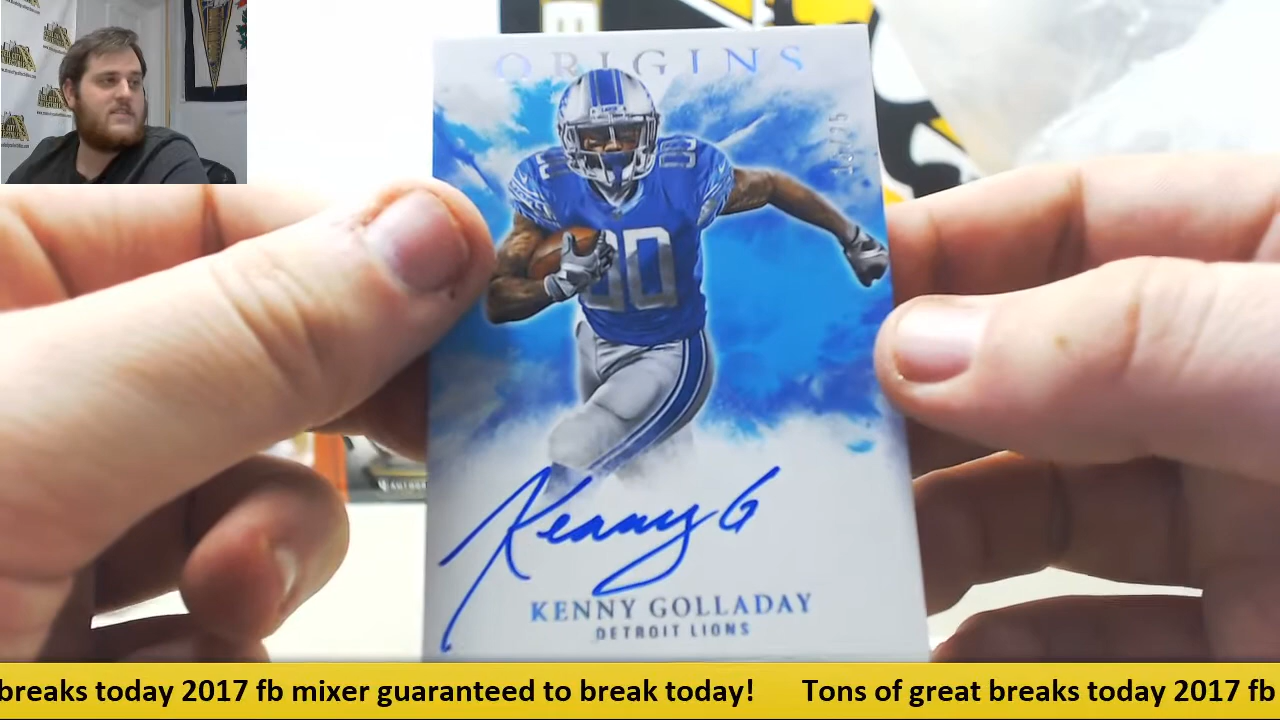 ORIGINS
00
KENNY G
KENNY GOLLADAY
DETROIT LIONS
breaks today 2017 fb mixer guaranteed to break today! Tons of great breaks today 2017 fb